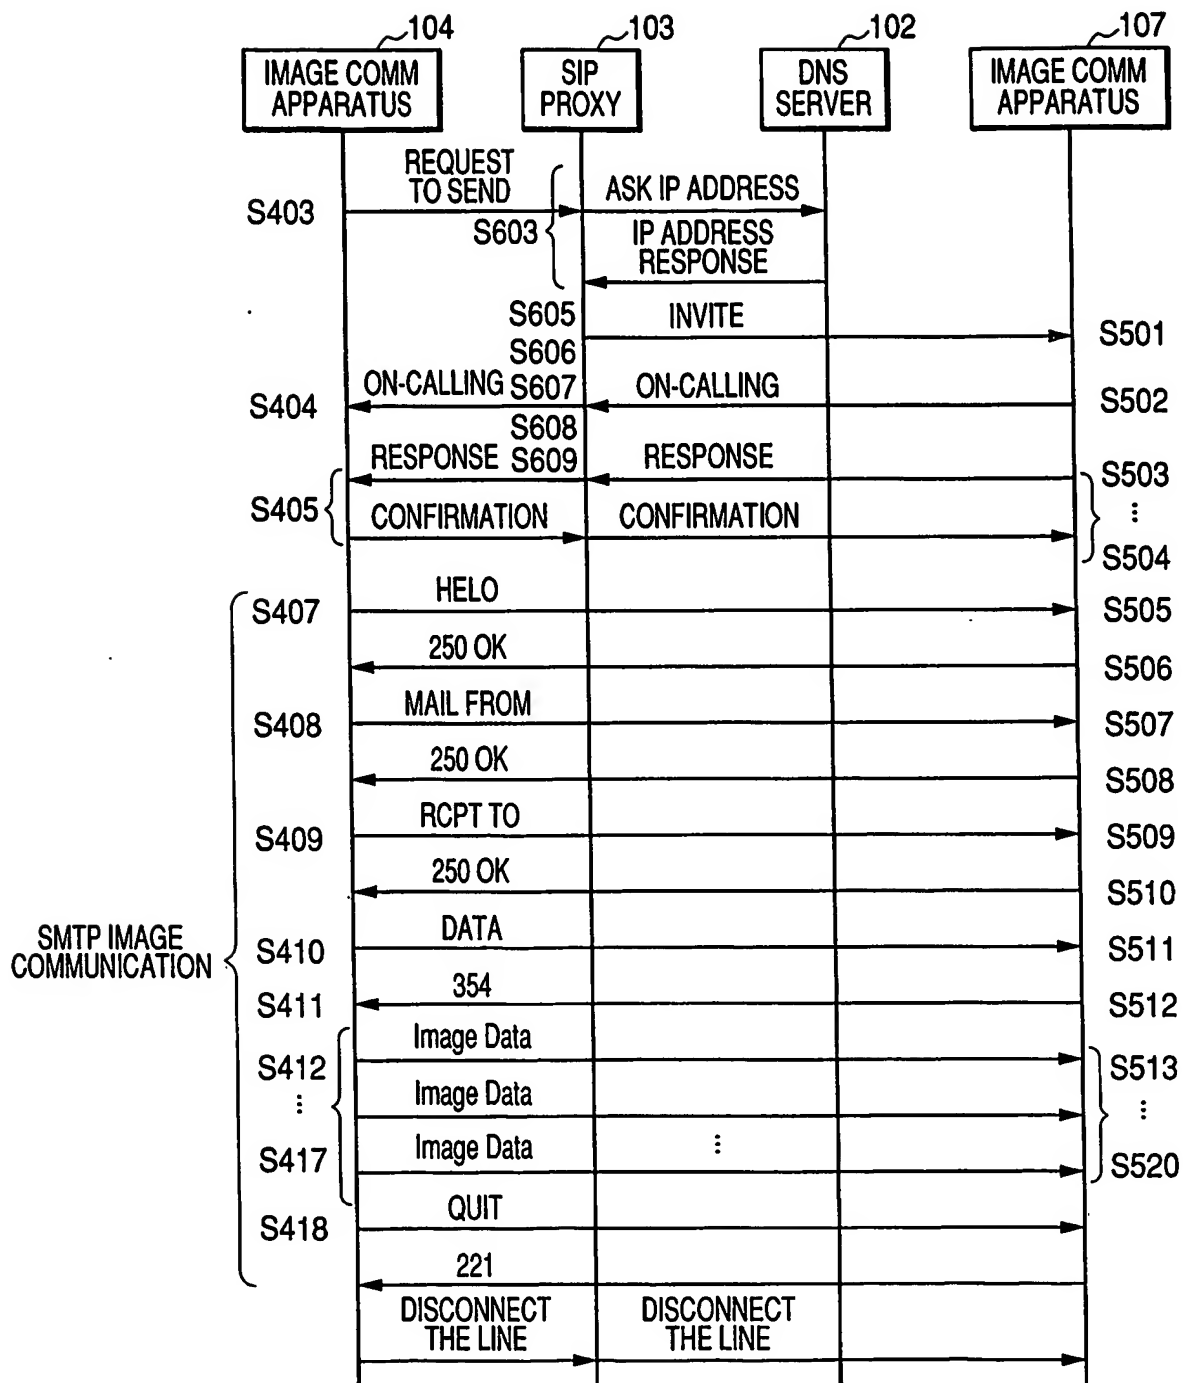 104
103
102
107
IMAGE COMM
APPARATUS
SIP
PROXY
DNS
SERVER
IMAGE COMM
APPARATUS
REQUEST
TO SEND
S403
S603
ASK IP ADDRESS
IP ADDRESS
RESPONSE
S605
INVITE
S501
S606
ON-CALLING
S607
ON-CALLING
S404
S502
S608
RESPONSE
S609
RESPONSE
S503
S405
⋮
CONFIRMATION
CONFIRMATION
S504
HELO
S407
S505
250 OK
S506
MAIL FROM
S408
S507
250 OK
S508
RCPT TO
S409
S509
250 OK
S510
SMTP IMAGE
COMMUNICATION
DATA
S410
S511
354
S411
S512
Image Data
S412
S513
⋮
Image Data
⋮
Image Data
⋮
S417
S520
QUIT
S418
221
DISCONNECT
THE LINE
DISCONNECT
THE LINE